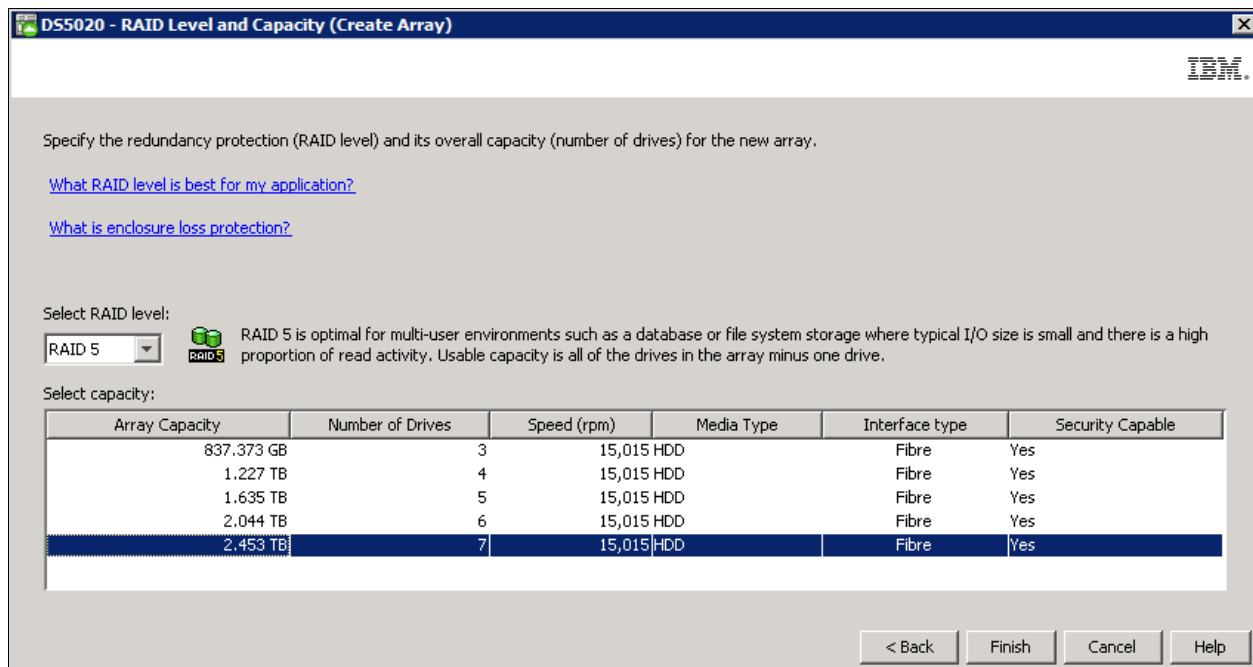 DS5020 - RAID Level and Capacity (Create Array)
IBM.
Specify the redundancy protection (RAID level) and its overall capacity (number of drives) for the new array.
What RAID level is best for my application?
What is enclosure loss protection?
Select RAID level:
RAID 5
RAID 5
RAID 5 is optimal for multi-user environments such as a database or file system storage where typical I/O size is small and there is a high
proportion of read activity. Usable capacity is all of the drives in the array minus one drive.
Select capacity:
Array Capacity Number of Drives Speed (rpm) Media Type Interface type Security Capable
837.373 GB 3 15,015 HDD Fibre Yes
1.227 TB 4 15,015 HDD Fibre Yes
1.635 TB 5 15,015 HDD Fibre Yes
2.044 TB 6 15,015 HDD Fibre Yes
2.453 TB 7 15,015 HDD Fibre Yes
< Back Finish Cancel Help